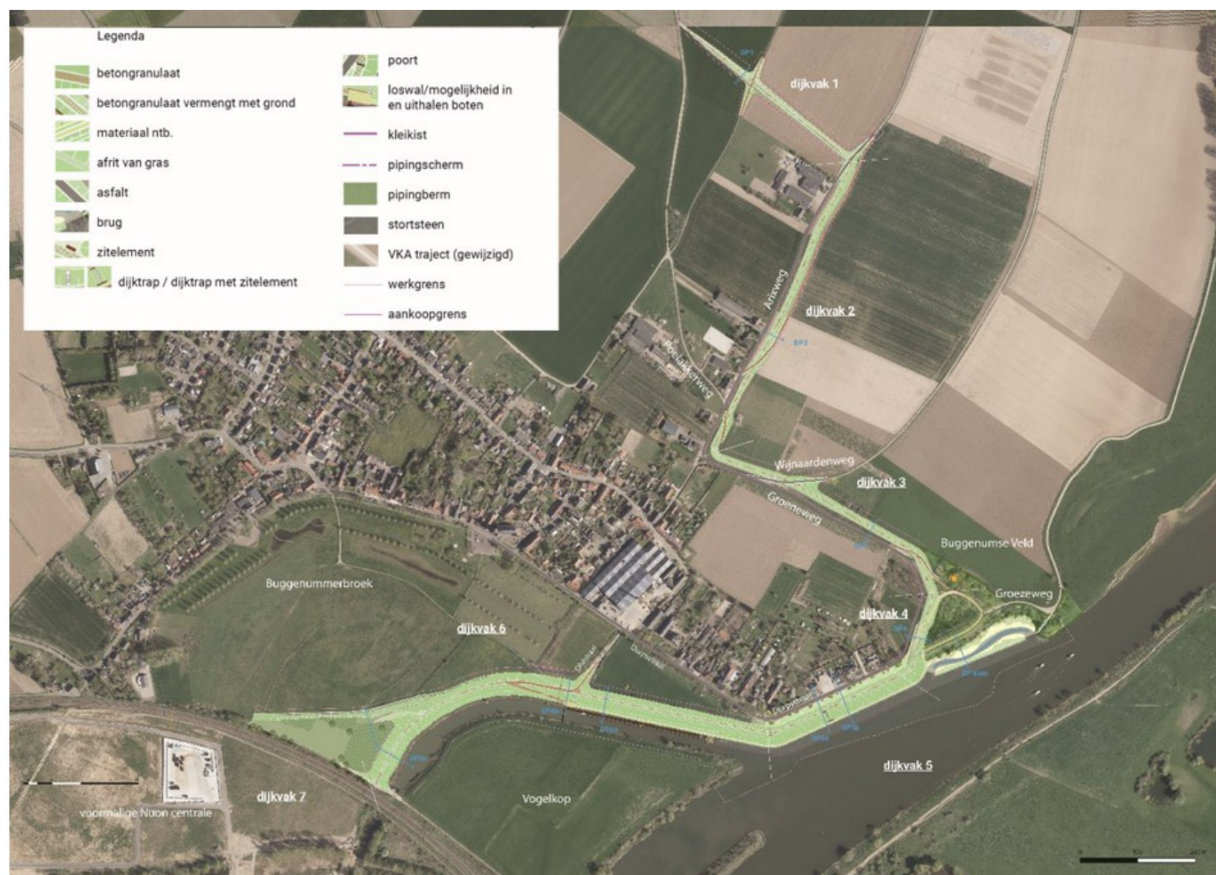 Legenda
betongranulaat
betongranulaat vermengt met grond
materiaal ntb.
afrit van gras
asfalt
brug
zitelement
dijktrap / dijktrap met zitelement
poort
loswal/mogelijkheid in
en uithalen boten
kleikist
pipingscherm
pipingberm
stortsteen
VKA traject (gewijzigd)
werkgrens
aankoopgrens
DP1
dijkvak 1
Arixweg
dijkvak 2
DP2
Wijnaardenweg
dijkvak 3
Groeneweg
Buggenumse Veld
Groezeweg
dijkvak 4
Buggenummerbroek
dijkvak 6
dijkvak 5
Vogelkop
dijkvak 7
voormalige Nuon centrale